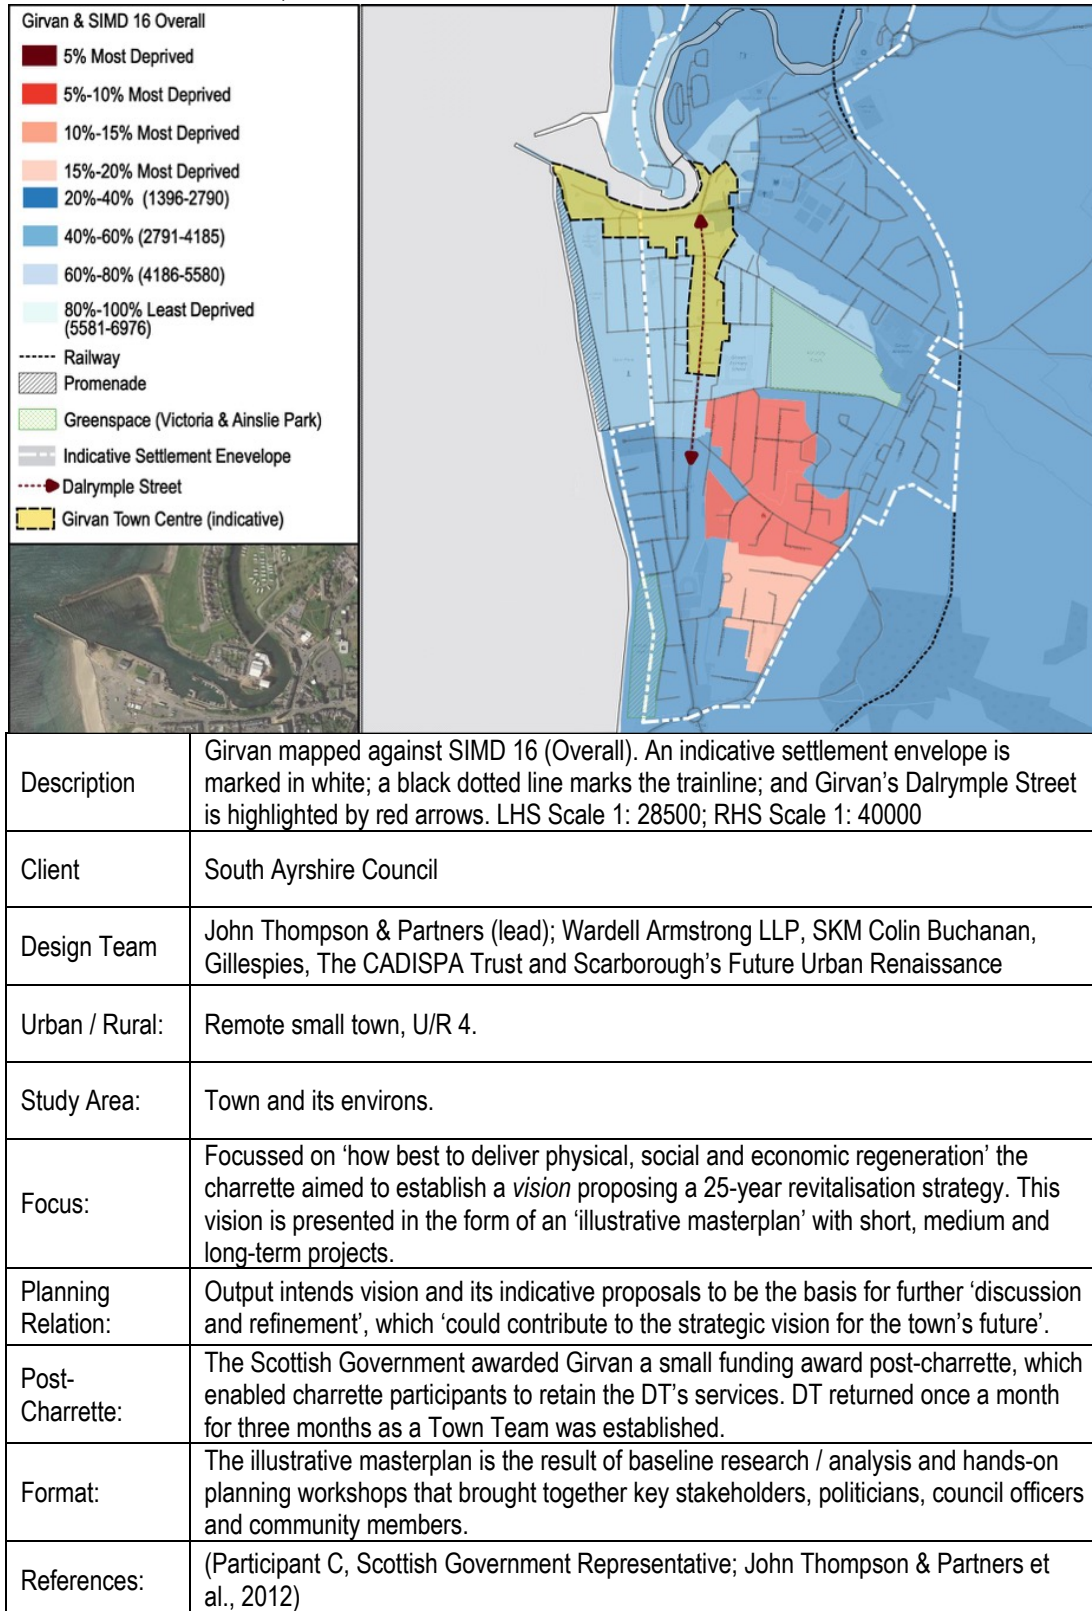 Girvan & SIMD 16 Overall
5% Most Deprived
5%-10% Most Deprived
10%-15% Most Deprived
15%-20% Most Deprived
20%-40% (1396-2790)
40%-60% (2791-4185)
60%-80% (4186-5580)
80%-100% Least Deprived
(5581-6976)
Railway
Promenade
Greenspace (Victoria & Ainslie Park)
Indicative Settlement Enevelope
Dalrymple Street
Girvan Town Centre (indicative)
Description
Girvan mapped against SIMD 16 (Overall). An indicative settlement envelope is
marked in white; a black dotted line marks the trainline; and Girvan's Dalrymple Street
is highlighted by red arrows. LHS Scale 1: 28500; RHS Scale 1: 40000
Client
South Ayrshire Council
Design Team
John Thompson & Partners (lead); Wardell Armstrong LLP, SKM Colin Buchanan,
Gillespies, The CADISPA Trust and Scarborough's Future Urban Renaissance
Urban / Rural:
Remote small town, U/R 4.
Study Area:
Town and its environs.
Focus:
Focussed on 'how best to deliver physical, social and economic regeneration' the
charrette aimed to establish a vision proposing a 25-year revitalisation strategy. This
vision is presented in the form of an 'illustrative masterplan' with short, medium and
long-term projects.
Planning
Relation:
Output intends vision and its indicative proposals to be the basis for further 'discussion
and refinement', which 'could contribute to the strategic vision for the town's future'.
Post-
Charrette:
The Scottish Government awarded Girvan a small funding award post-charrette, which
enabled charrette participants to retain the DT's services. DT returned once a month
for three months as a Town Team was established.
Format:
The illustrative masterplan is the result of baseline research / analysis and hands-on
planning workshops that brought together key stakeholders, politicians, council officers
and community members.
References:
(Participant C, Scottish Government Representative; John Thompson & Partners et
al., 2012)